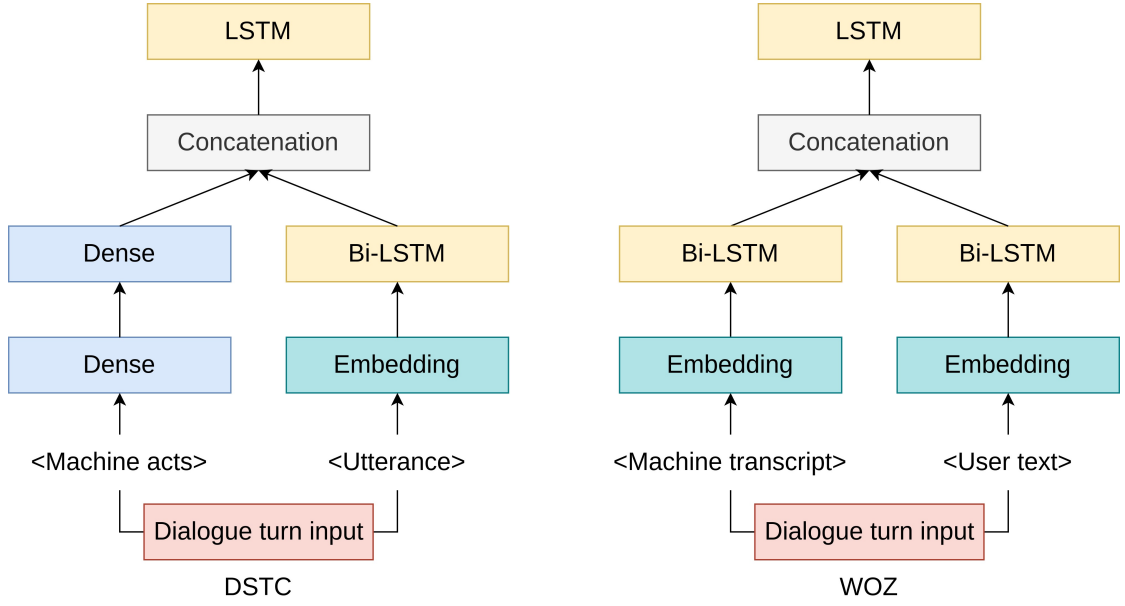 LSTM
Concatenation
Dense
Bi-LSTM
Dense
Embedding
<Machine acts>
<Utterance>
Dialogue turn input
DSTC
LSTM
Concatenation
Bi-LSTM
Bi-LSTM
Embedding
Embedding
<Machine transcript>
<User text>
Dialogue turn input
WOZ